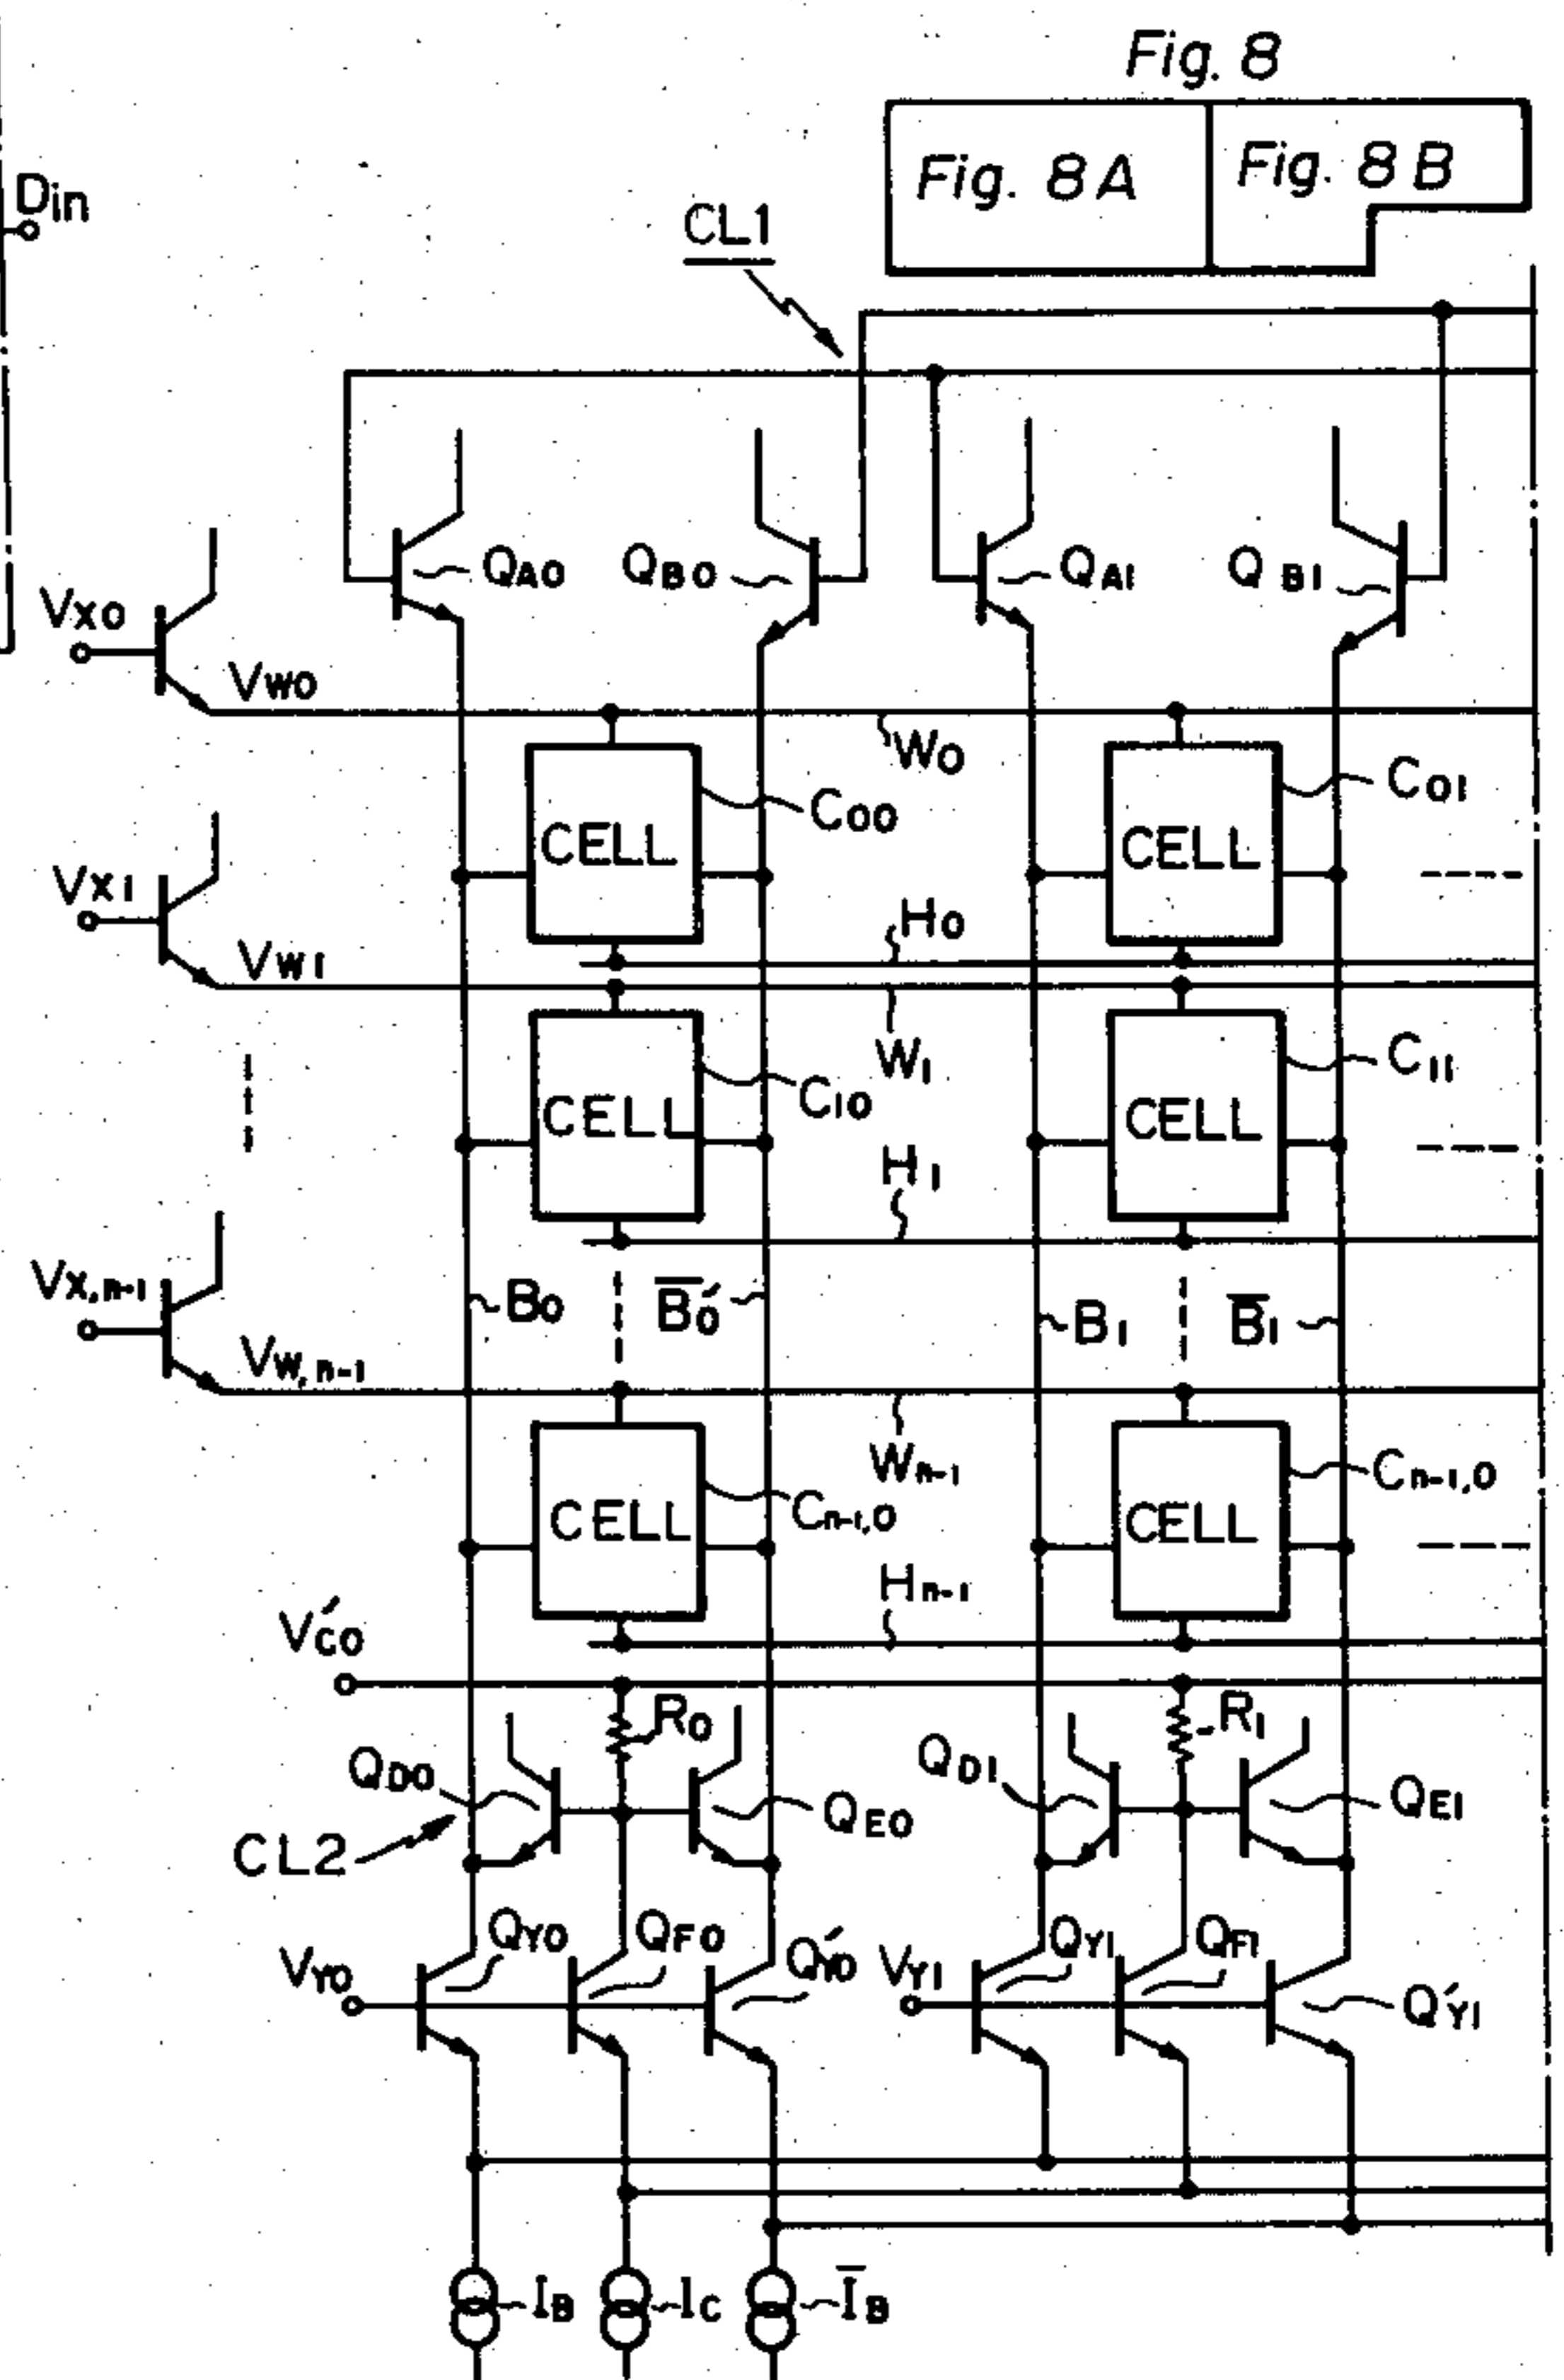 Fig. 8
Fig. 8A Fig. 8B
Din
CL1
QA0 QB0 QA1 QB1
VX0
VW0
W0
C00 C01
CELL CELL
VX1
H0
VW1
W1
C10 C11
CELL CELL
H1
VX,n-1
B0 B̅0́ B1 B̅1
VW,n-1
Wn-1
Cn-1,0 Cn-1,0
CELL CELL
Hn-1
V́C0
R0 R1
QD0 QE0 QD1 QE1
CL2
QY0 QF0 Q́Y0 QY1 QF1 Q́Y1
VY0 VY1
IB IC I̅B